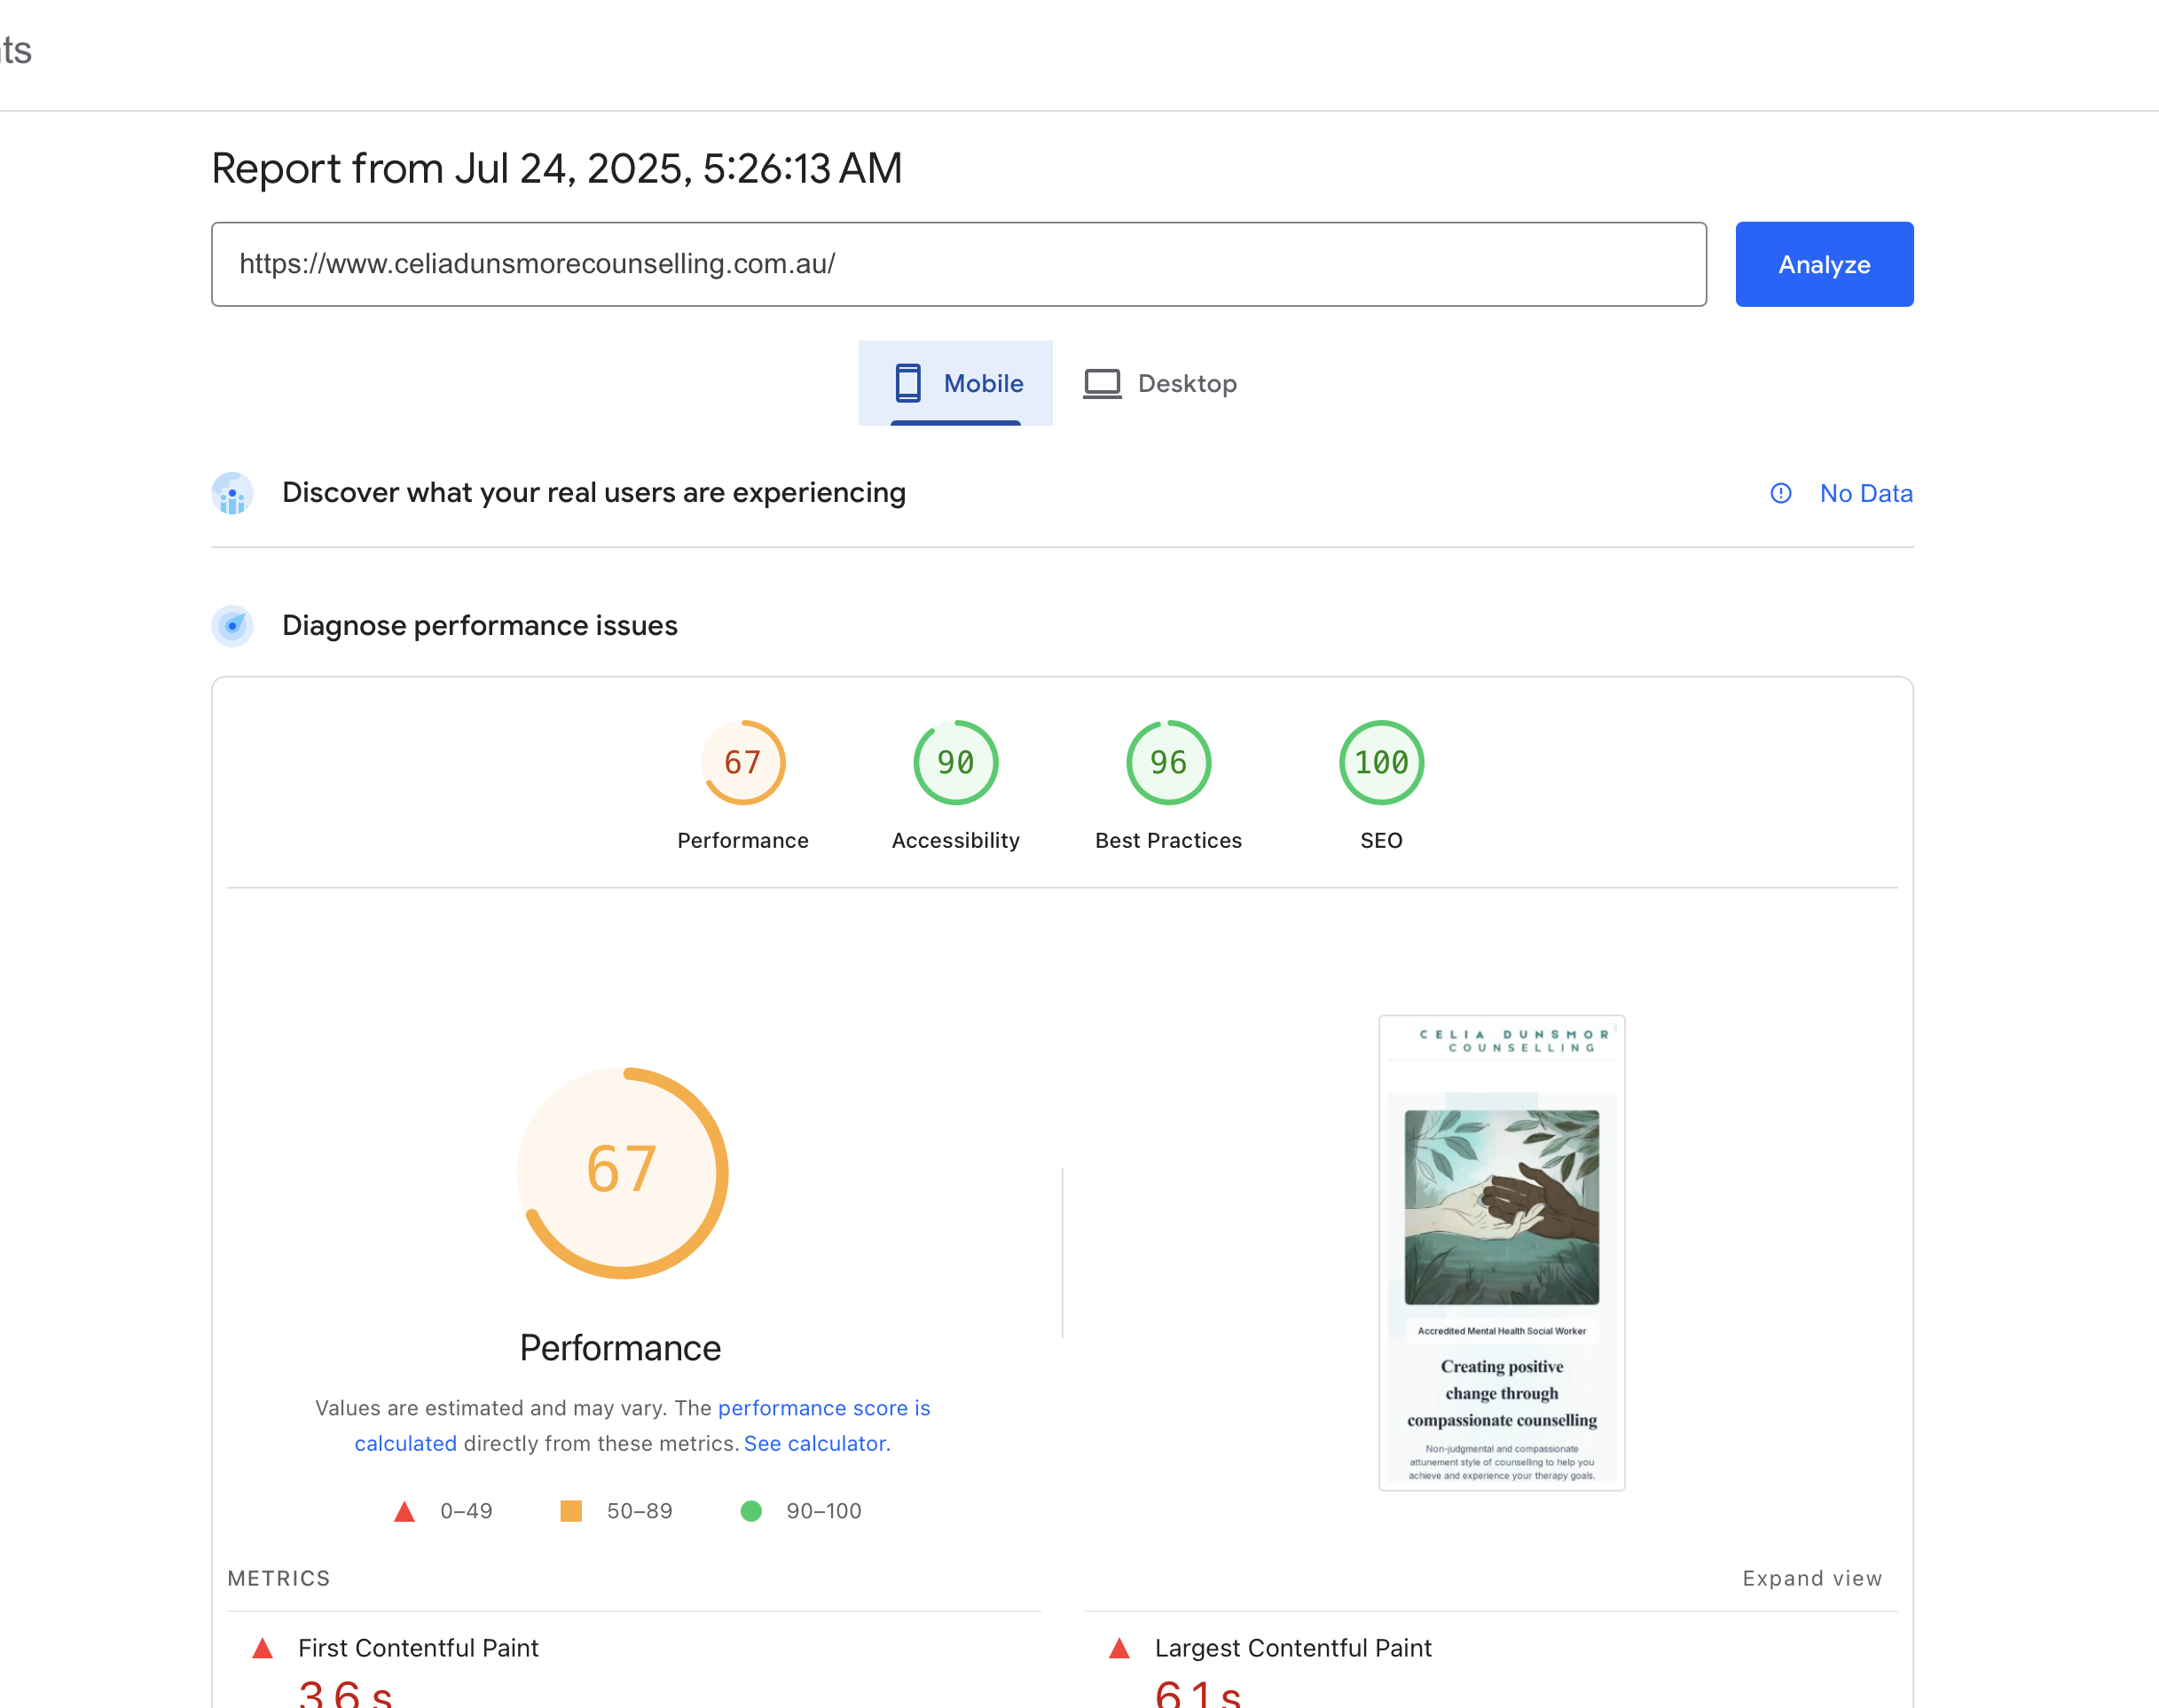 ts
Report from Jul 24, 2025, 5:26:13 AM
https://www.celiadunsmorecounselling.com.au/
Analyze
Mobile
Desktop
Discover what your real users are experiencing
No Data
Diagnose performance issues
67
90
96
100
Performance
Accessibility
Best Practices
SEO
67
Performance
Values are estimated and may vary. The performance score is
calculated directly from these metrics. See calculator.
0–49
50–89
90–100
CELIA DUNSMOR
COUNSELLING
Accredited Mental Health Social Worker
Creating positive
change through
compassionate counselling
Non-judgmental and compassionate
attunement style of counselling to help you
achieve and experience your therapy goals.
METRICS
Expand view
First Contentful Paint
3.6 s
Largest Contentful Paint
6.1 s